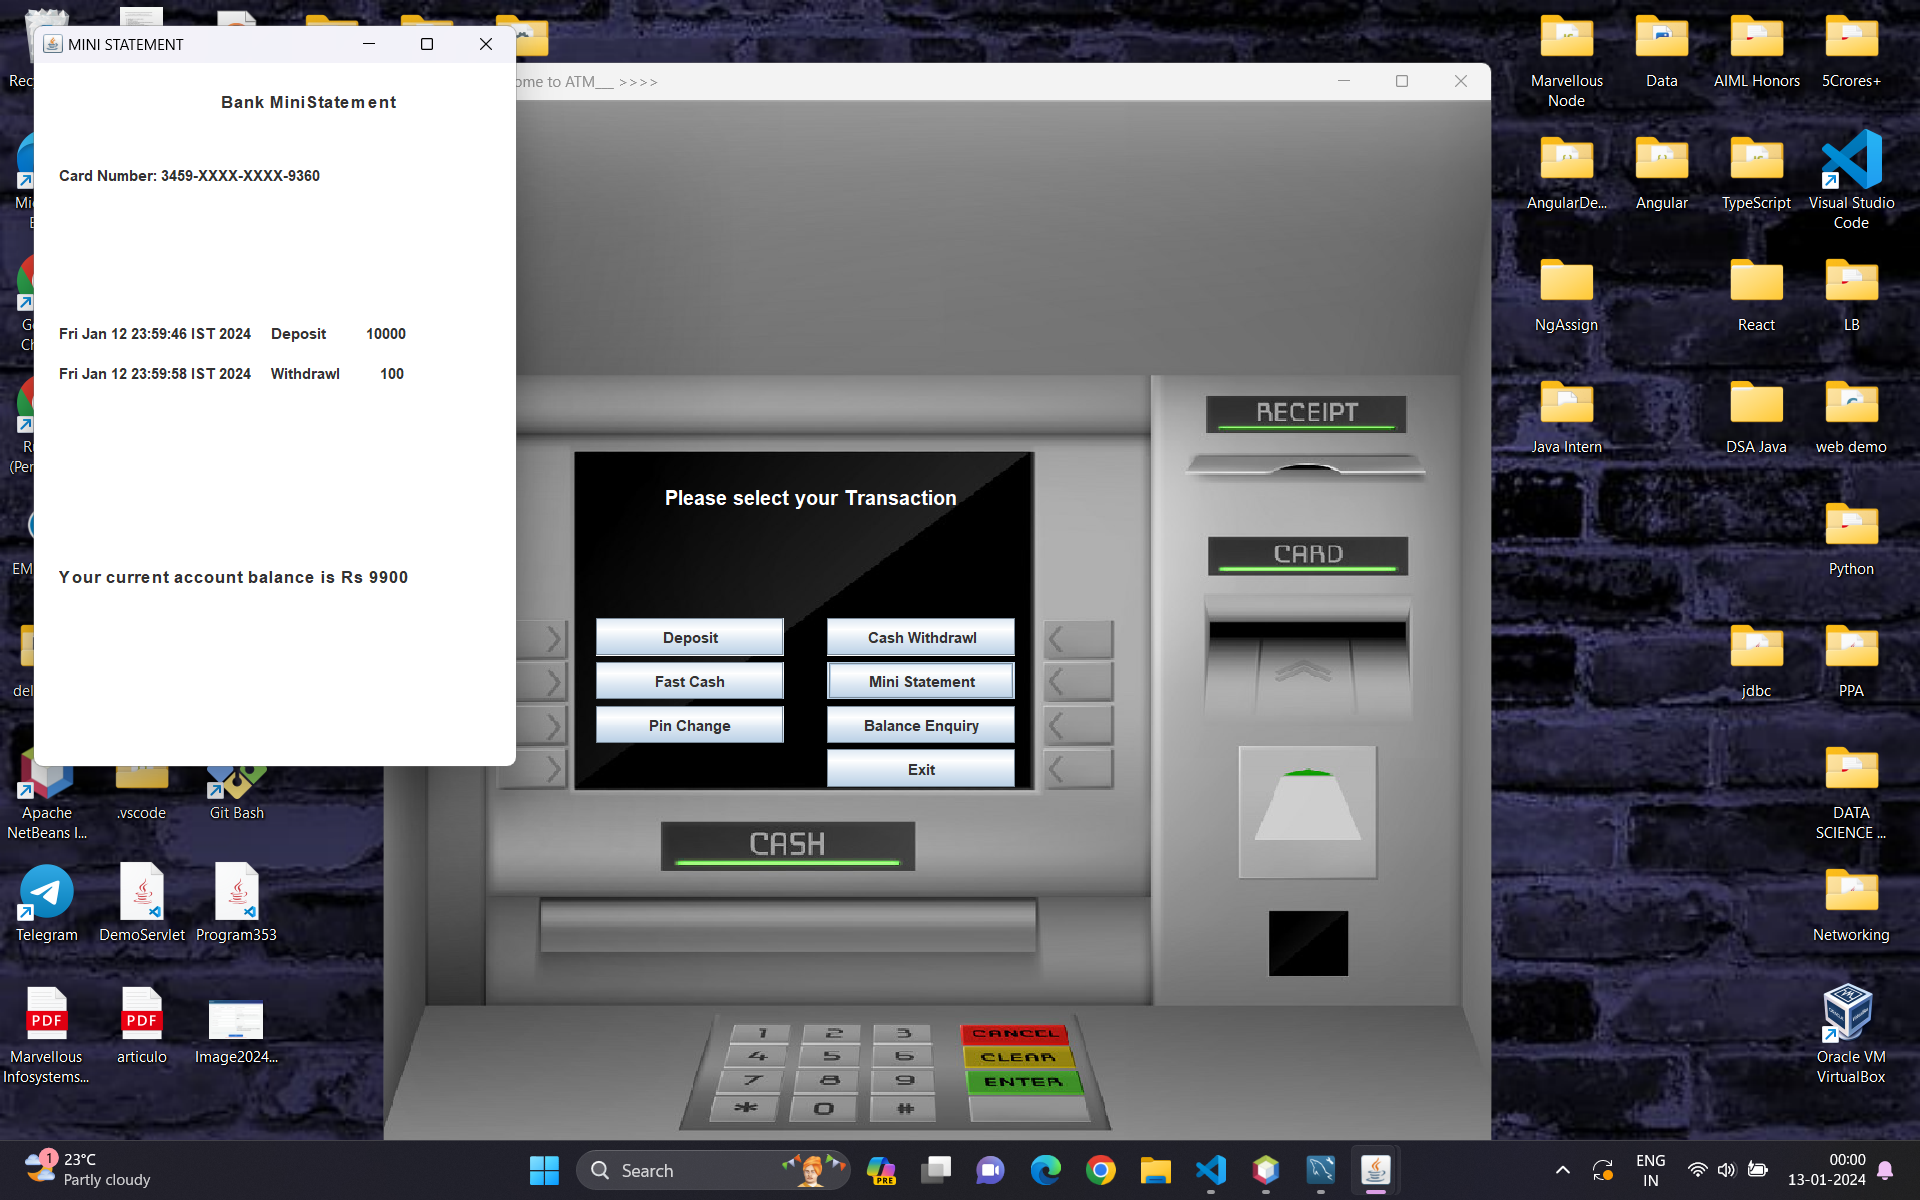 MINI STATEMENT
Bank MiniStatement
Card Number: 3459-XXXX-XXXX-9360
Fri Jan 12 23:59:46 IST 2024 Deposit 10000
Fri Jan 12 23:59:58 IST 2024 Withdrawl 100
Your current account balance is Rs 9900
ome to ATM___ >>>>
Please select your Transaction
Deposit
Cash Withdrawl
Fast Cash
Mini Statement
Pin Change
Balance Enquiry
Exit
RECEIPT
CARD
CASH
1 2 3 CANCEL
4 5 6 CLEAR
7 8 9 ENTER
* 0 #
Rec
Mi
E
G
Ch
R
(Per
EM
del
Apache
NetBeans I...
.vscode
Git Bash
Telegram
DemoServlet
Program353
PDF
PDF
Marvellous
Infosystems...
articulo
Image2024...
Marvellous
Node
Data
AIML Honors
5Crores+
AngularDe...
Angular
TypeScript
Visual Studio
Code
NgAssign
React
LB
Java Intern
DSA Java
web demo
Python
jdbc
PPA
DATA
SCIENCE ...
Networking
Oracle VM
VirtualBox
1
23°C
Partly cloudy
Search
PRE
ENG
IN
00:00
13-01-2024